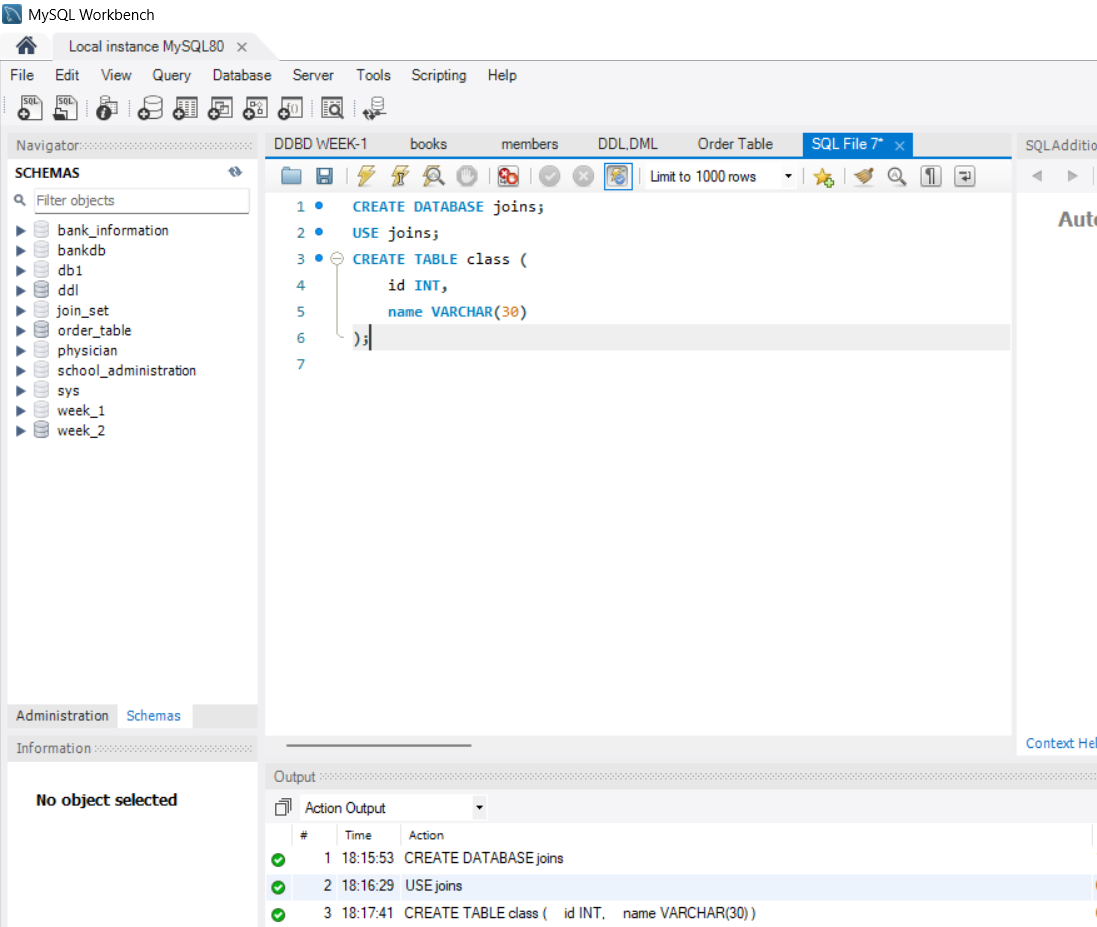 MySQL Workbench
Local instance MySQL80
File Edit View Query Database Server Tools Scripting Help
Navigator
SCHEMAS
Filter objects
bank_information
bankdb
db1
ddl
join_set
order_table
physician
school_administration
sys
week_1
week_2
Administration Schemas
Information
No object selected
DDBD WEEK-1 books members DDL,DML Order Table SQL File 7*
Limit to 1000 rows
1 CREATE DATABASE joins;
2 USE joins;
3 CREATE TABLE class (
4 id INT,
5 name VARCHAR(30)
6 );
7
SQLAdditio
Auto
Context Hel
Output
Action Output
# Time Action
1 18:15:53 CREATE DATABASE joins
2 18:16:29 USE joins
3 18:17:41 CREATE TABLE class ( id INT, name VARCHAR(30) )